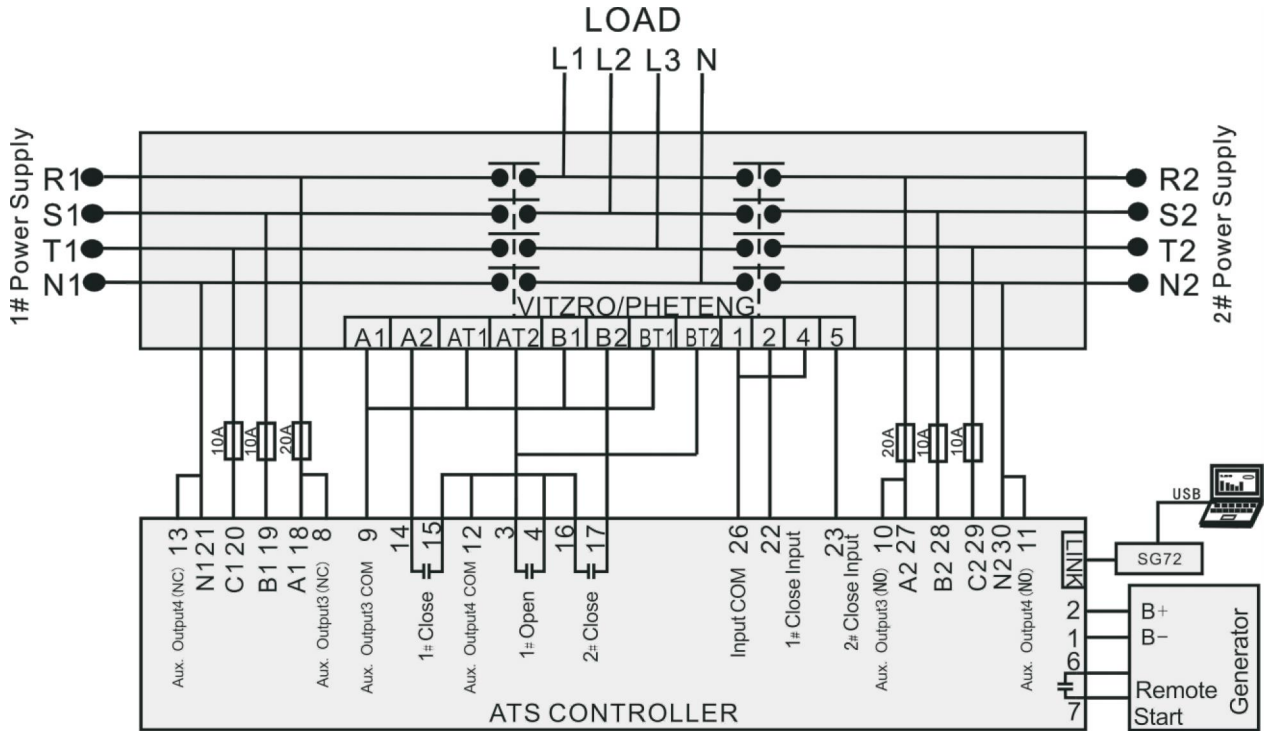 LOAD
L1 L2 L3 N
1# Power Supply
R1
S1
T1
N1
R2
S2
T2
N2
2# Power Supply
VITZRO/PHETENG
A1 A2 AT1 AT2 B1 B2 BT1 BT2 1 2 4 5
10A 10A 20A
20A 10A 10A
13 Aux. Output4 (NC)
N1 21
C1 20
B1 19
A1 18
8 Aux. Output3 (NC)
9 Aux. Output3 COM
14 15 1# Close
12 Aux. Output4 COM
3 4 1# Open
16 17 2# Close
26 Input COM
22 1# Close Input
23 2# Close Input
10 Aux. Output3 (NO)
A2 27
B2 28
C2 29
N2 30
11 Aux. Output4 (NO)
LINK
USB
SG72
2 B+
1 B-
6
7
Remote
Start
Generator
ATS CONTROLLER